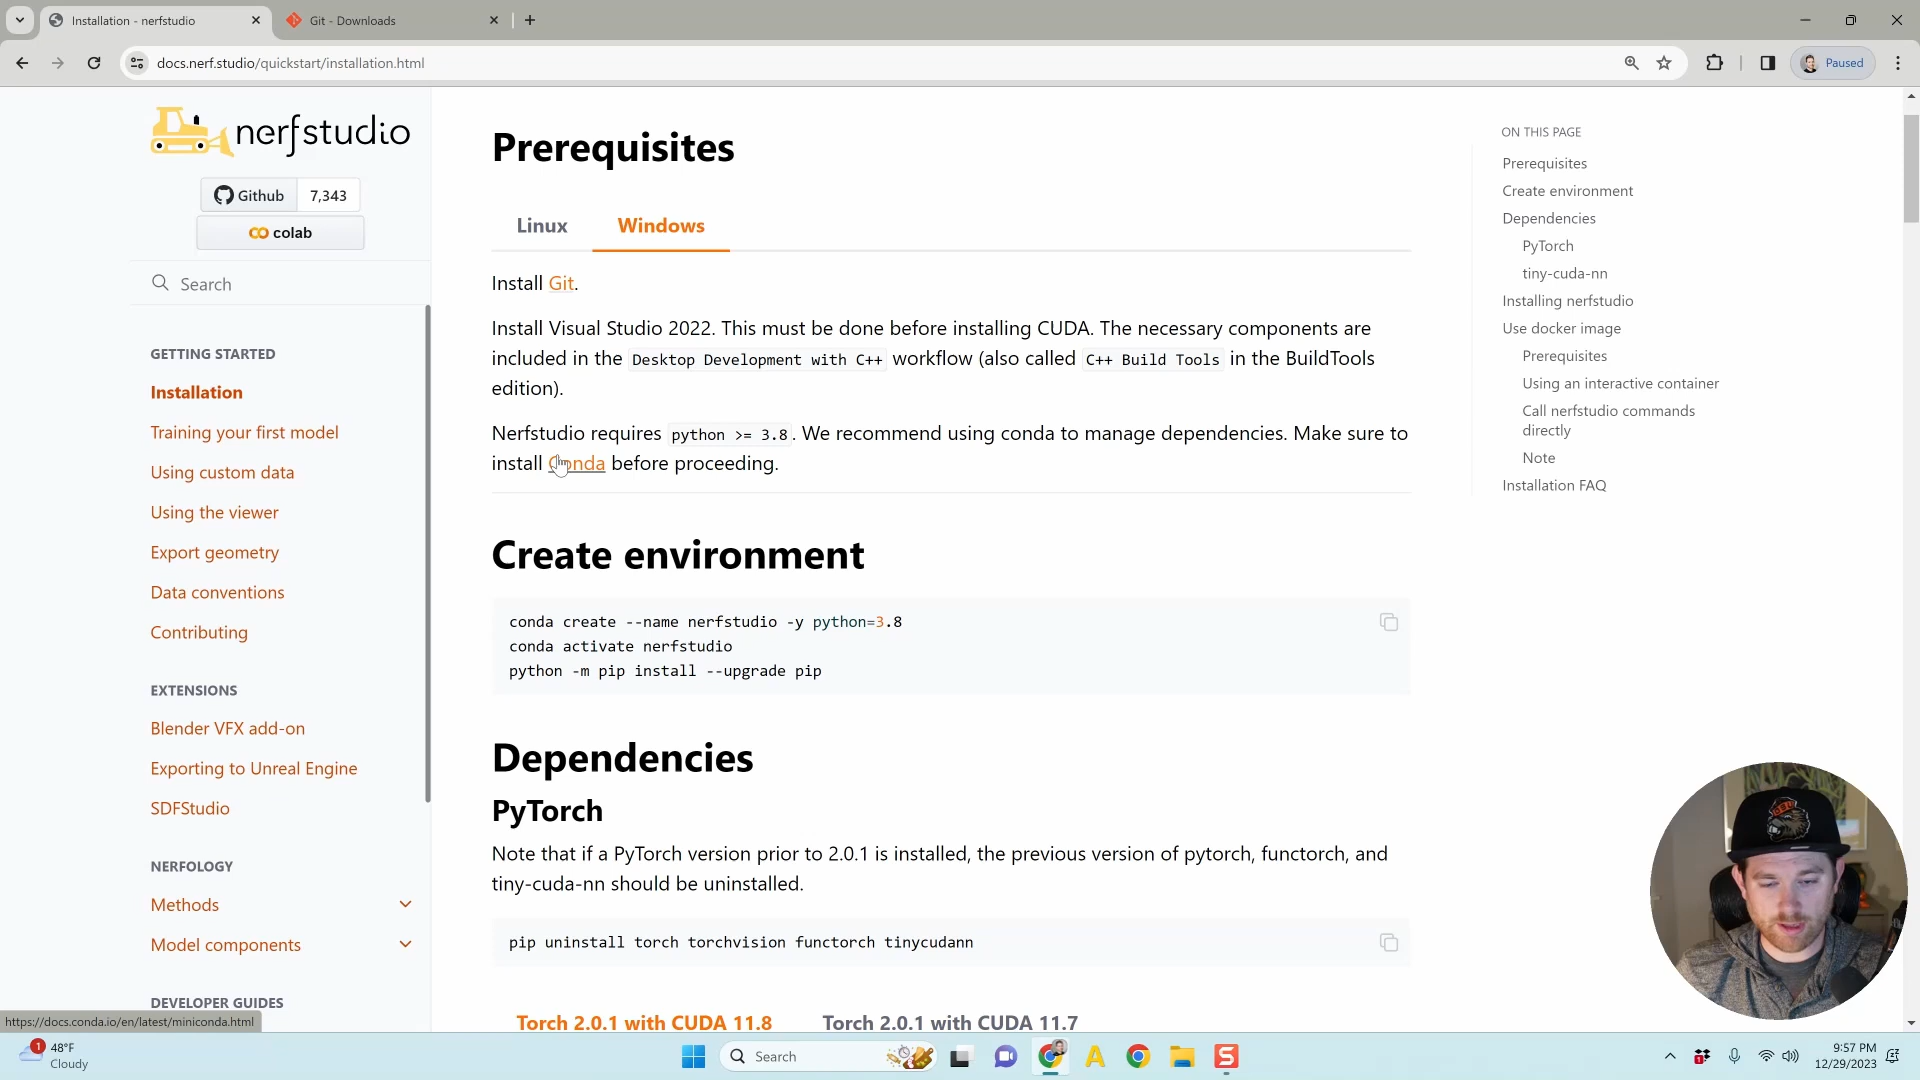 Installation - nerfstudio
Git - Downloads
docs.nerf.studio/quickstart/installation.html
Paused
nerfstudio
Github 7,343
colab
Search
GETTING STARTED
Installation
Training your first model
Using custom data
Using the viewer
Export geometry
Data conventions
Contributing
EXTENSIONS
Blender VFX add-on
Exporting to Unreal Engine
SDFStudio
NERFOLOGY
Methods
Model components
DEVELOPER GUIDES
https://docs.conda.io/en/latest/miniconda.html
Prerequisites
Linux Windows
Install Git.
Install Visual Studio 2022. This must be done before installing CUDA. The necessary components are
included in the Desktop Development with C++ workflow (also called C++ Build Tools in the BuildTools
edition).
Nerfstudio requires python >= 3.8. We recommend using conda to manage dependencies. Make sure to
install Conda before proceeding.
Create environment
conda create --name nerfstudio -y python=3.8
conda activate nerfstudio
python -m pip install --upgrade pip
Dependencies
PyTorch
Note that if a PyTorch version prior to 2.0.1 is installed, the previous version of pytorch, functorch, and
tiny-cuda-nn should be uninstalled.
pip uninstall torch torchvision functorch tinycudann
Torch 2.0.1 with CUDA 11.8 Torch 2.0.1 with CUDA 11.7
ON THIS PAGE
Prerequisites
Create environment
Dependencies
PyTorch
tiny-cuda-nn
Installing nerfstudio
Use docker image
Prerequisites
Using an interactive container
Call nerfstudio commands
directly
Note
Installation FAQ
OSU
1
48°F
Cloudy
Search
S
1
9:57 PM
12/29/2023